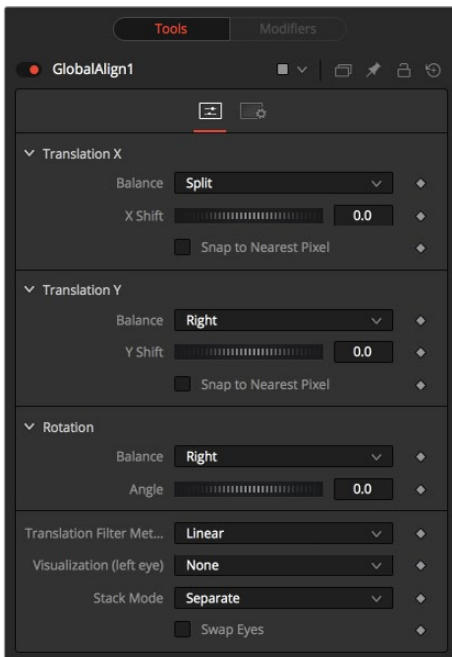 Tools Modifiers
GlobalAlign1
Translation X
Balance Split
X Shift 0.0
Snap to Nearest Pixel
Translation Y
Balance Right
Y Shift 0.0
Snap to Nearest Pixel
Rotation
Balance Right
Angle 0.0
Translation Filter Met... Linear
Visualization (left eye) None
Stack Mode Separate
Swap Eyes